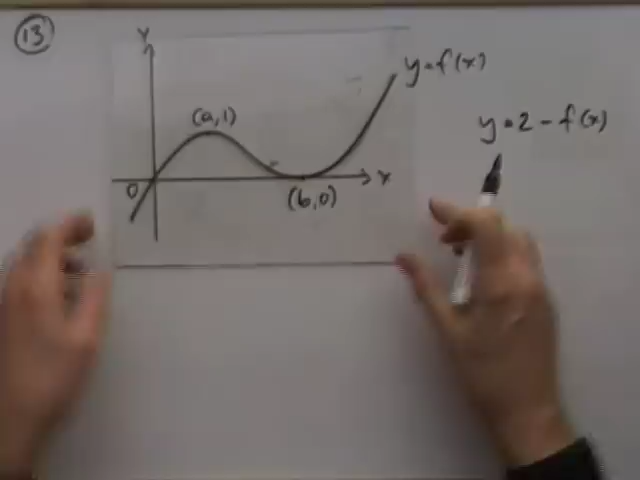 13
Y
y=f(x)
(a,1)
y=2-f(x)
0
x
(b,0)